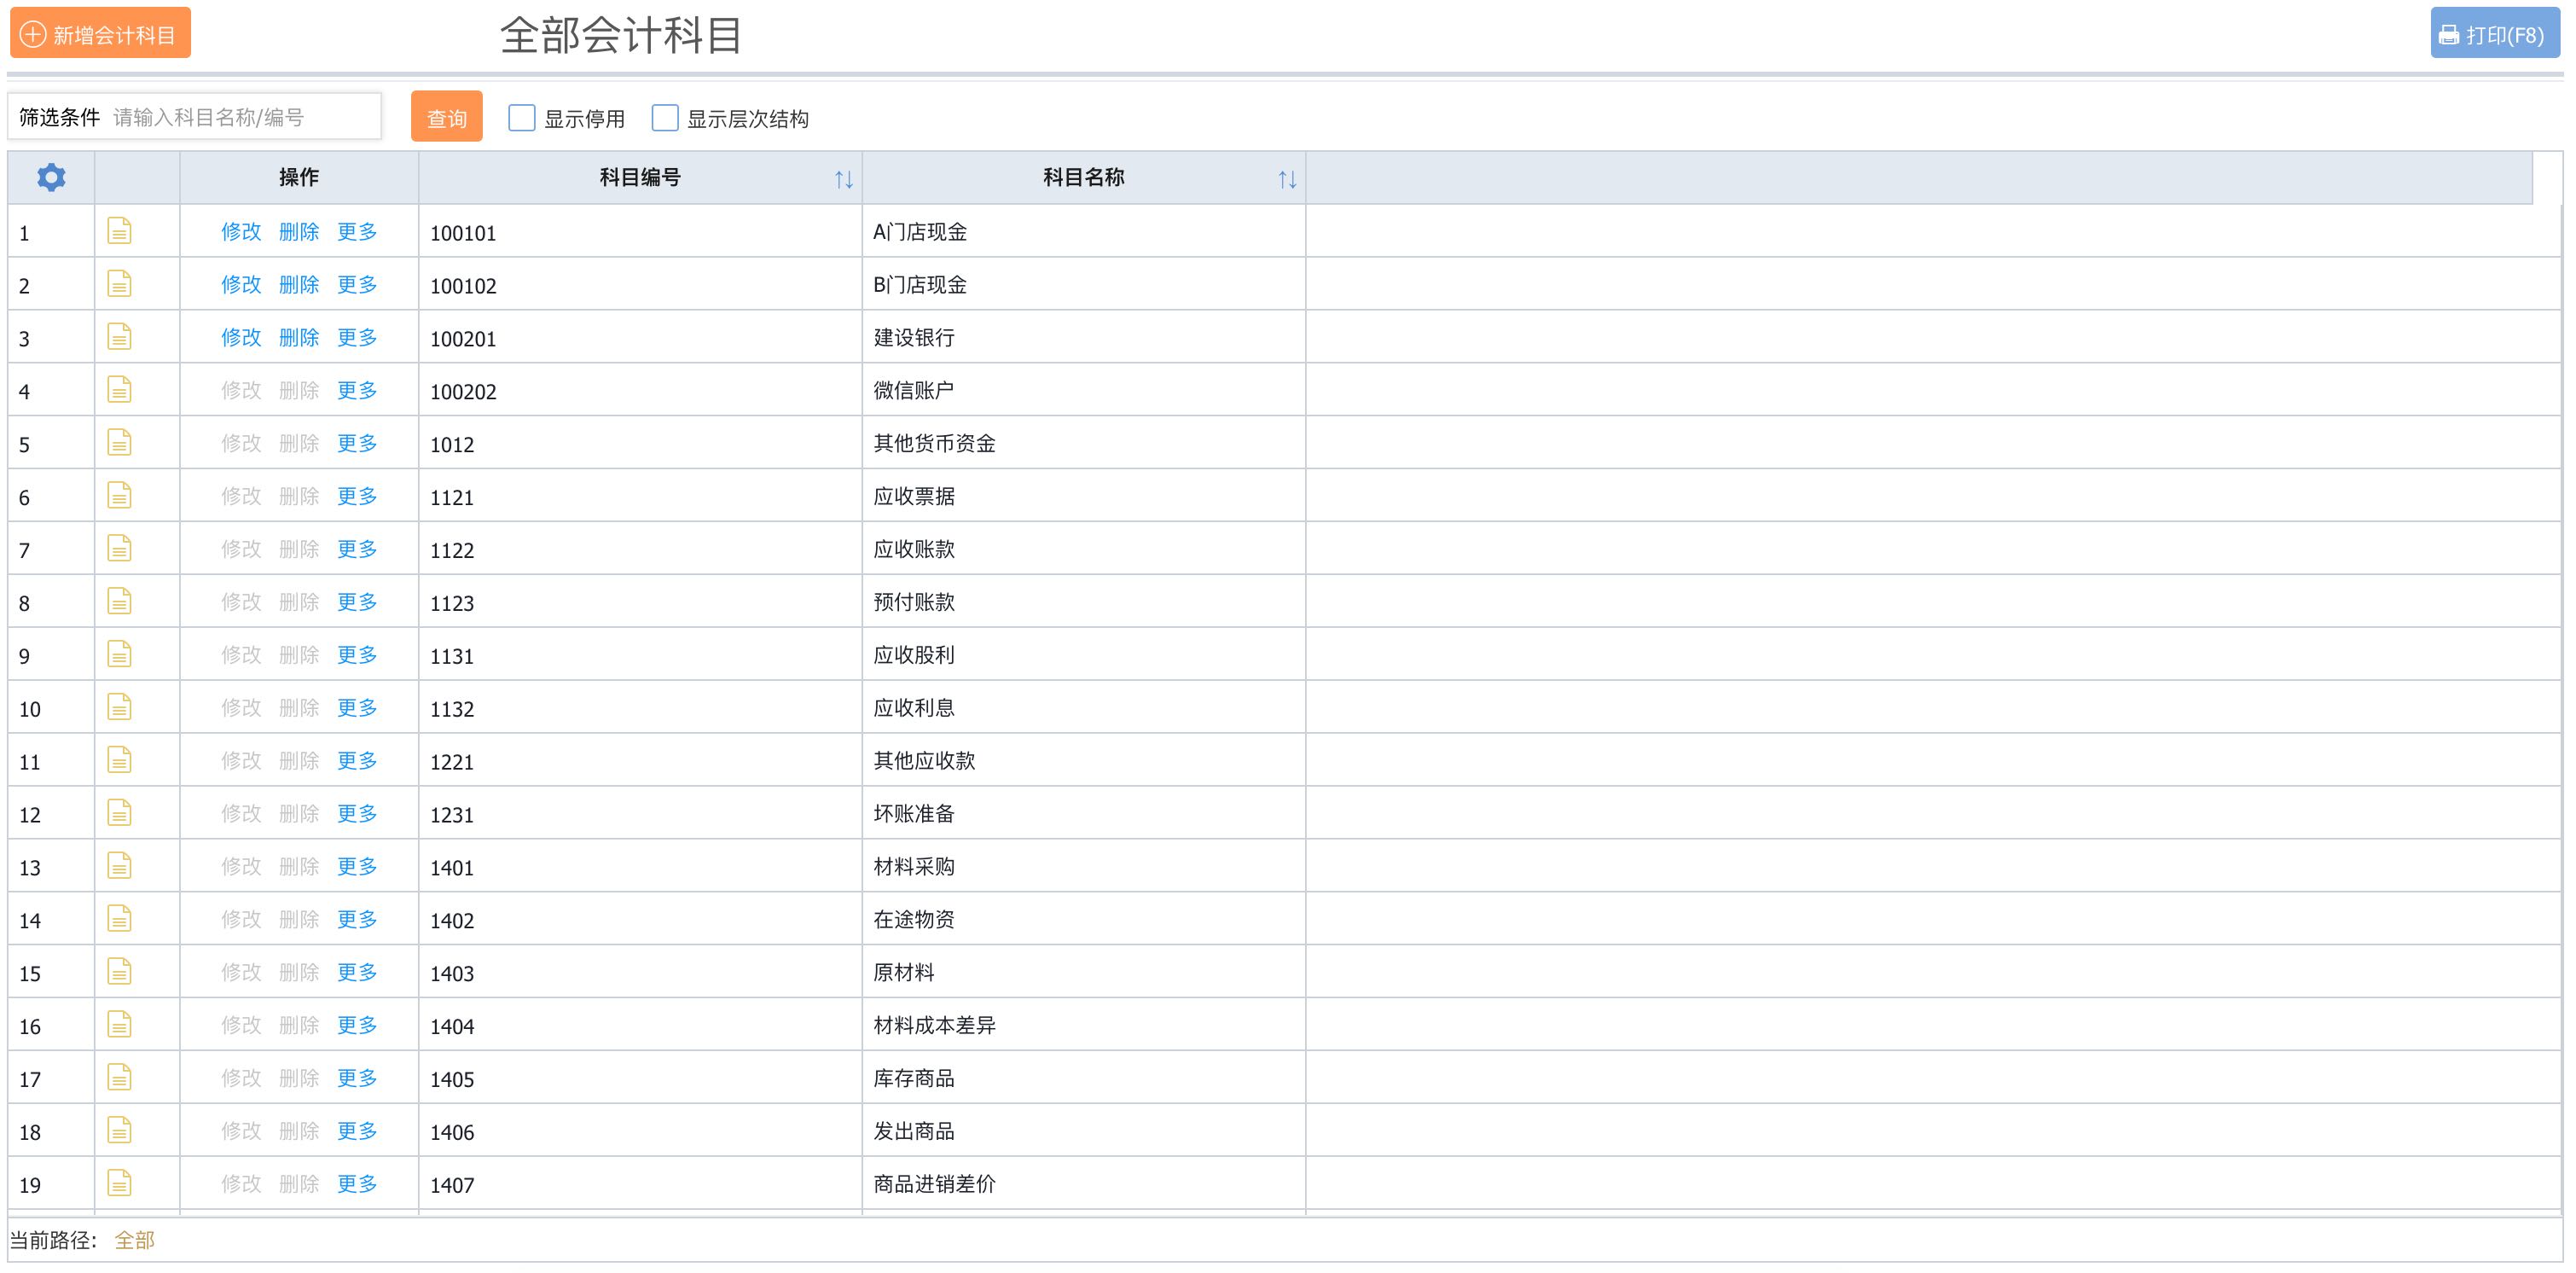 新增会计科目 全部会计科目 打印(F8)
筛选条件 请输入科目名称/编号 查询 显示停用 显示层次结构
操作 科目编号 科目名称
1 修改 删除 更多 100101 A门店现金
2 修改 删除 更多 100102 B门店现金
3 修改 删除 更多 100201 建设银行
4 修改 删除 更多 100202 微信账户
5 修改 删除 更多 1012 其他货币资金
6 修改 删除 更多 1121 应收票据
7 修改 删除 更多 1122 应收账款
8 修改 删除 更多 1123 预付账款
9 修改 删除 更多 1131 应收股利
10 修改 删除 更多 1132 应收利息
11 修改 删除 更多 1221 其他应收款
12 修改 删除 更多 1231 坏账准备
13 修改 删除 更多 1401 材料采购
14 修改 删除 更多 1402 在途物资
15 修改 删除 更多 1403 原材料
16 修改 删除 更多 1404 材料成本差异
17 修改 删除 更多 1405 库存商品
18 修改 删除 更多 1406 发出商品
19 修改 删除 更多 1407 商品进销差价
当前路径: 全部